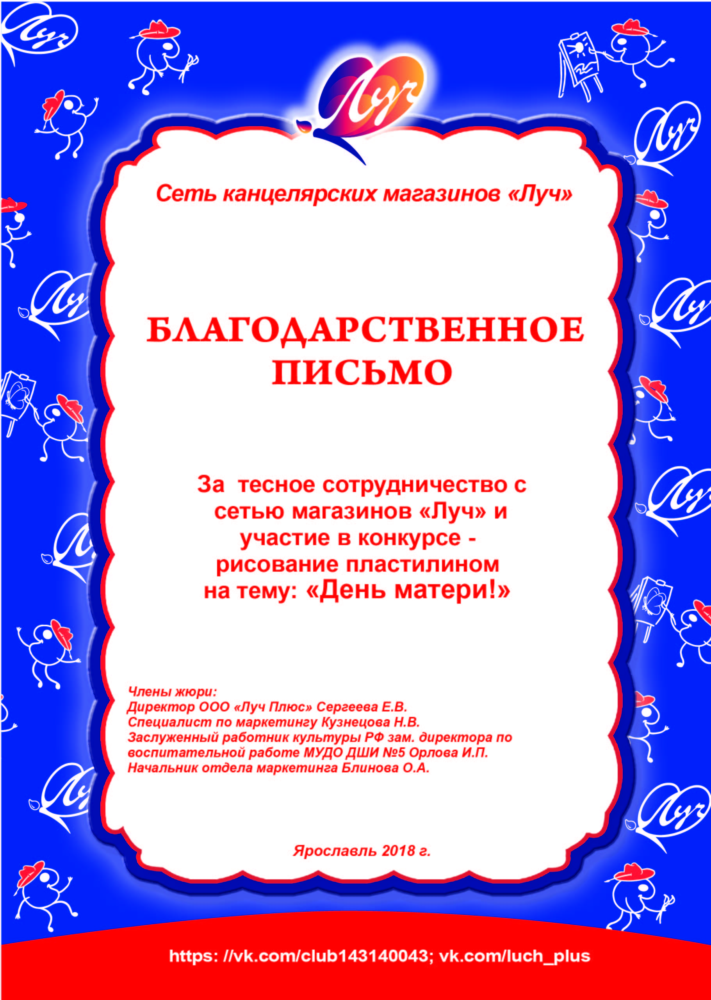 Луч
Сеть канцелярских магазинов «Луч»
БЛАГОДАРСТВЕННОЕ
ПИСЬМО
За тесное сотрудничество с
сетью магазинов «Луч» и
участие в конкурсе -
рисование пластилином
на тему: «День матери!»
Члены жюри:
Директор ООО «Луч Плюс» Сергеева Е.В.
Специалист по маркетингу Кузнецова Н.В.
Заслуженный работник культуры РФ зам. директора по
воспитательной работе МУДО ДШИ №5 Орлова И.П.
Начальник отдела маркетинга Блинова О.А.
Ярославль 2018 г.
https: //vk.com/club143140043; vk.com/luch_plus